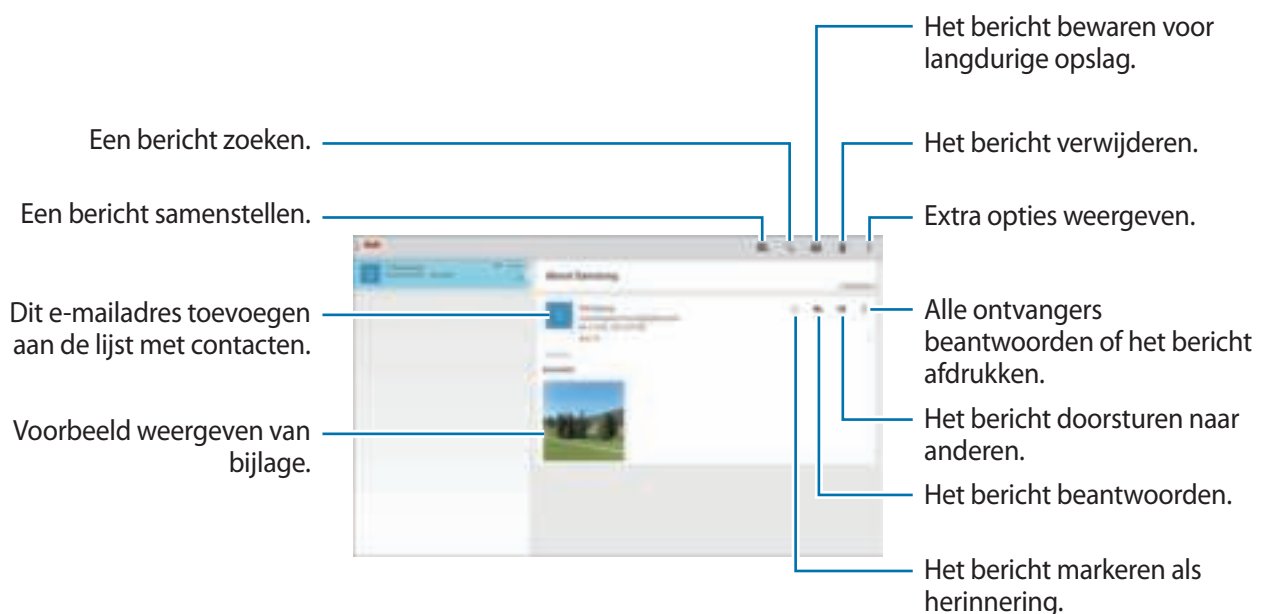 Het bericht bewaren voor
langdurige opslag.
Een bericht zoeken.
Het bericht verwijderen.
Een bericht samenstellen.
Extra opties weergeven.
About Samsung
Dit e-mailadres toevoegen
aan de lijst met contacten.
Alle ontvangers
beantwoorden of het bericht
afdrukken.
Voorbeeld weergeven van
bijlage.
Het bericht doorsturen naar
anderen.
Het bericht beantwoorden.
Het bericht markeren als
herinnering.